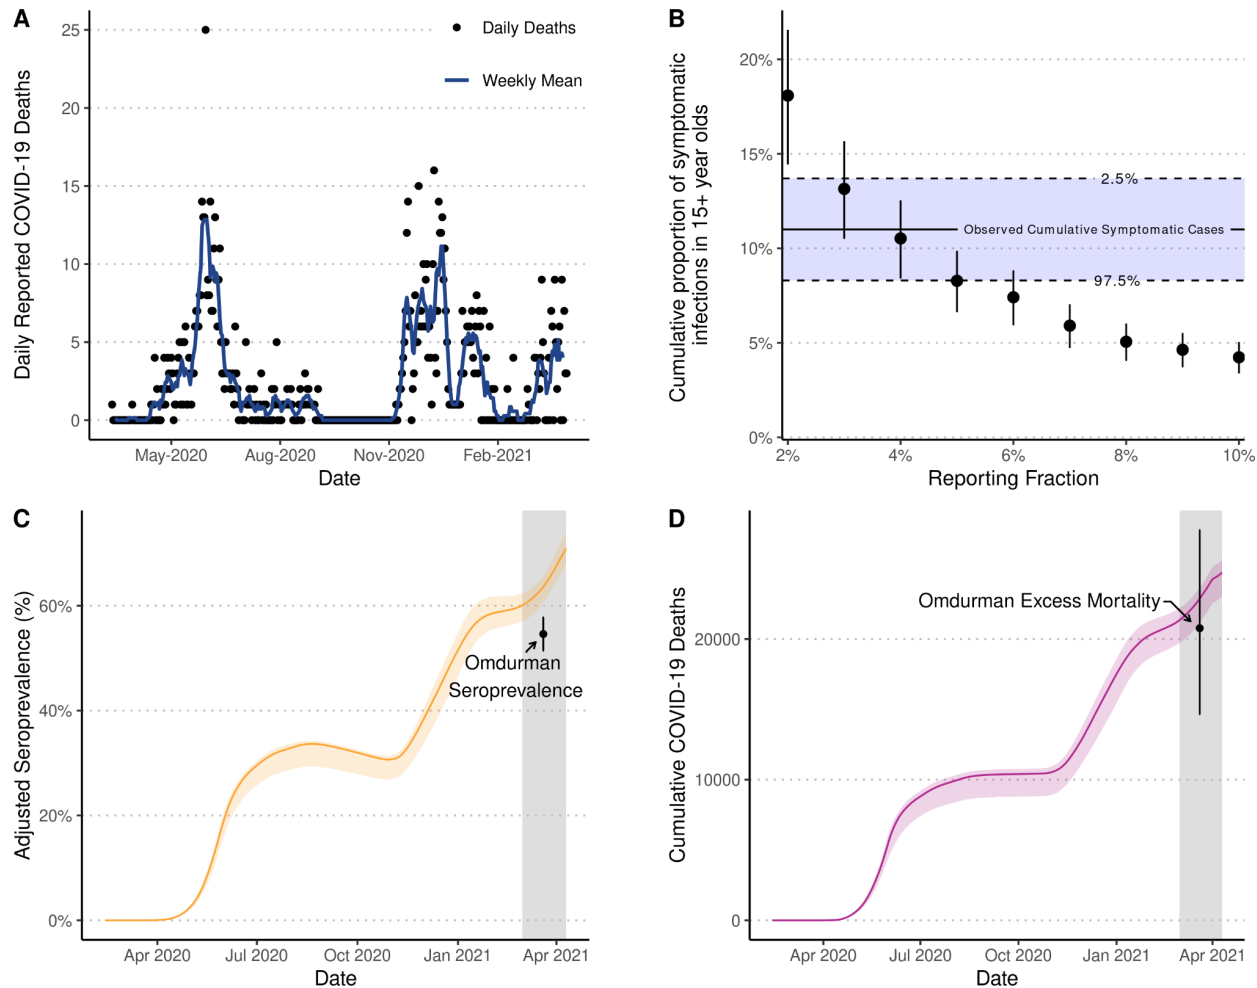 A
Daily Reported COVID-19 Deaths
25
20
15
10
5
0
Daily Deaths
Weekly Mean
May-2020
Aug-2020
Nov-2020
Feb-2021
Date
B
Cumulative proportion of symptomatic
infections in 15+ year olds
20%
15%
10%
5%
0%
2.5%
Observed Cumulative Symptomatic Cases
97.5%
2%
4%
6%
8%
10%
Reporting Fraction
C
Adjusted Seroprevalence (%)
60%
40%
20%
0%
Omdurman
Seroprevalence
Apr 2020
Jul 2020
Oct 2020
Jan 2021
Apr 2021
Date
D
Cumulative COVID-19 Deaths
20000
10000
0
Omdurman Excess Mortality
Apr 2020
Jul 2020
Oct 2020
Jan 2021
Apr 2021
Date